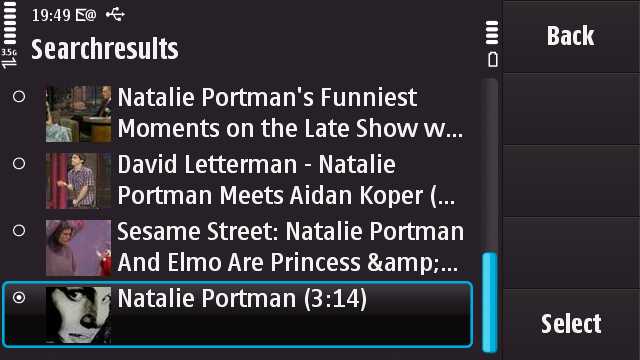 19:49
3.5G
Searchresults
Back
Natalie Portman's Funniest
Moments on the Late Show w...
David Letterman - Natalie
Portman Meets Aidan Koper (...
Sesame Street: Natalie Portman
And Elmo Are Princess &amp;...
Natalie Portman (3:14)
Select